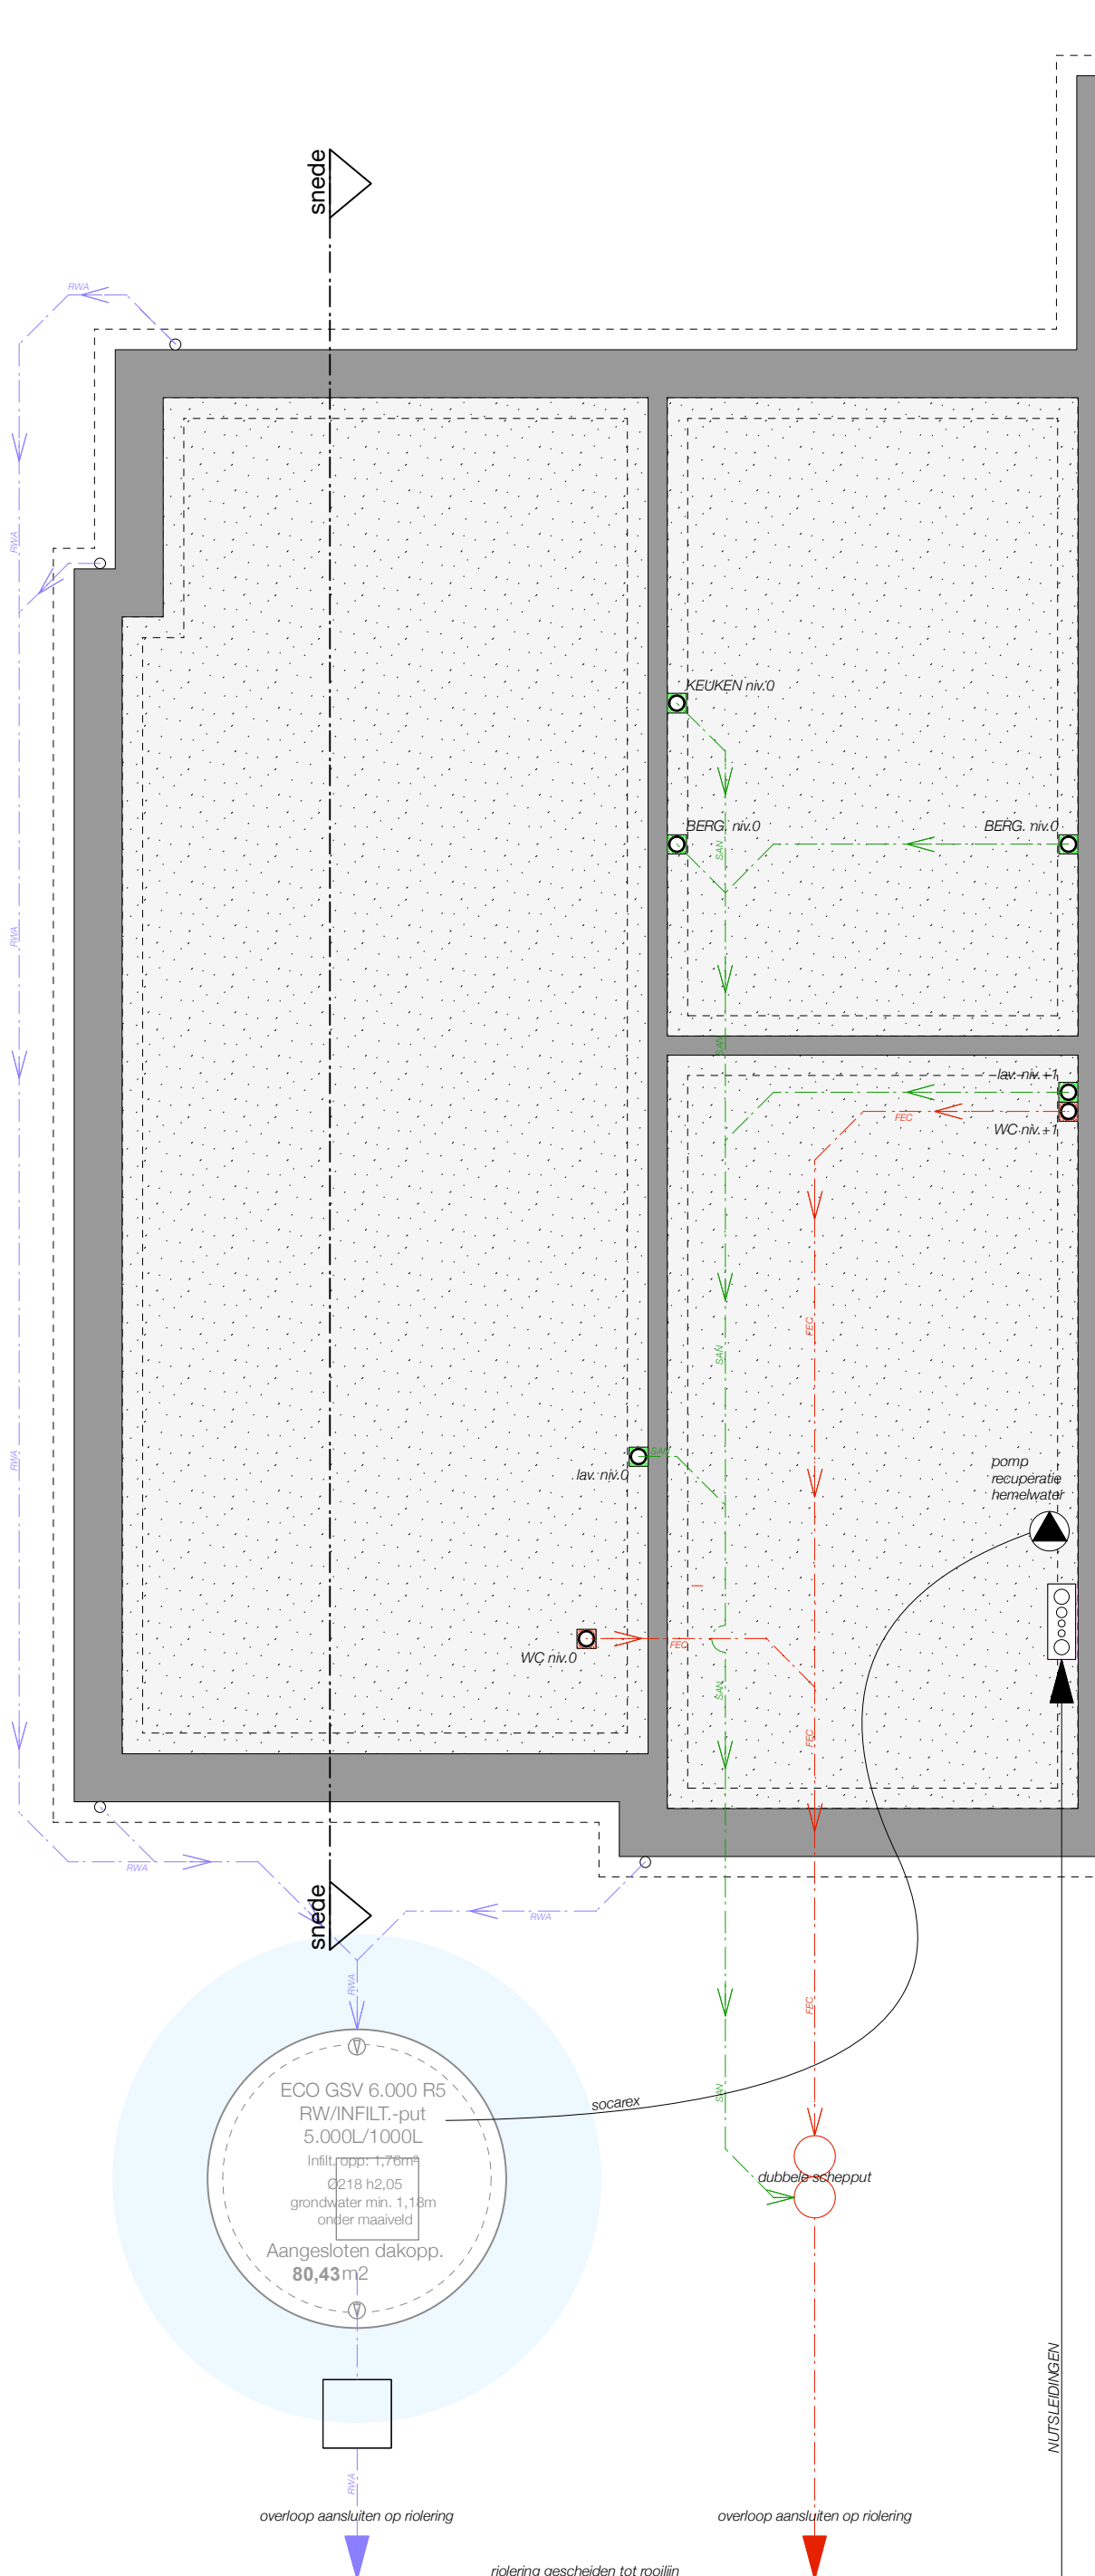 snede
RWA
RWA
KEUKEN niv.0
BERG. niv.0
BERG. niv.0
SAN
RWA
SAN
lav. niv.+1
FEC
WC niv.+1
FEC
SAN
RWA
SAN
lav. niv.0
pomp
recuperatie
hemelwater
FEC
WC niv.0
SAN
FEC
RWA
snede
RWA
RWA
FEC
ECO GSV 6.000 R5
RW/INFILT.-put
5.000L/1000L
Infilt. opp: 1,76m²
Ø218 h2,05
grondwater min. 1,18m
onder maaiveld
Aangesloten dakopp.
80,43m2
socarex
SAN
dubbele schepput
NUTSLEIDINGEN
RWA
overloop aansluiten op riolering
overloop aansluiten op riolering
riolering gescheiden tot rooilijn